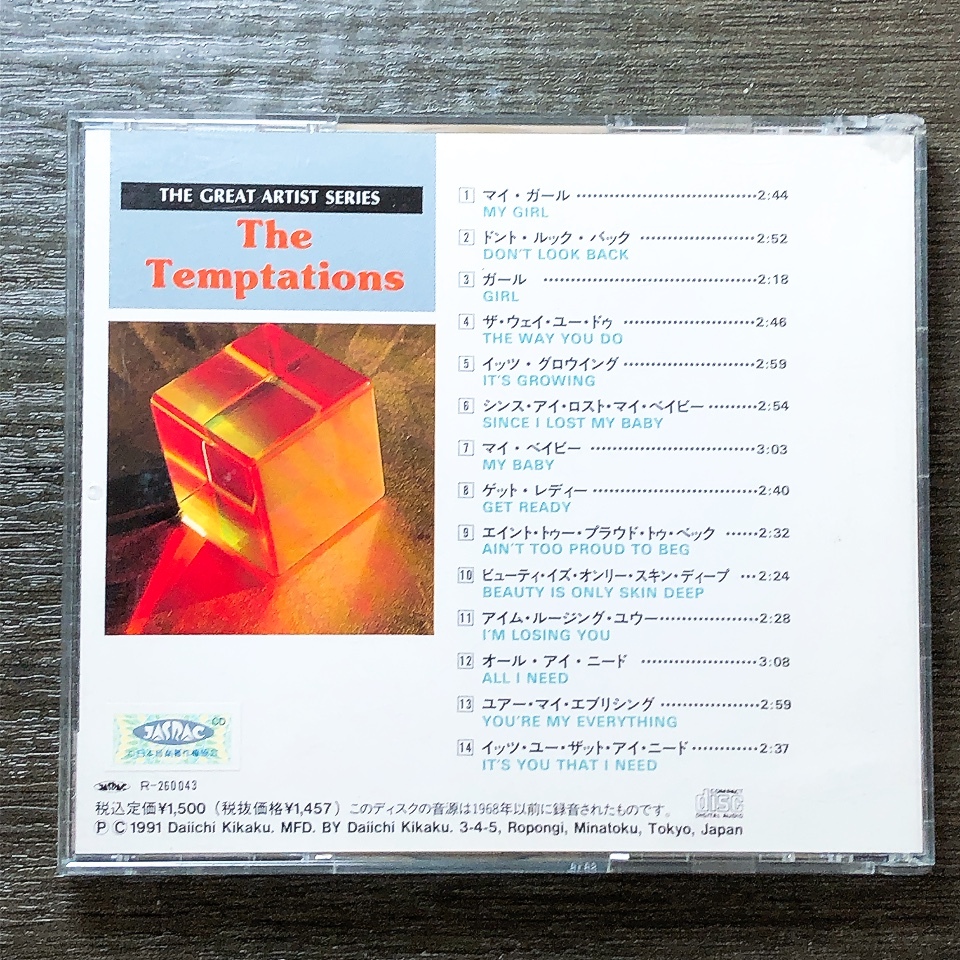 THE GREAT ARTIST SERIES
The
Temptations
1 マイ・ガール 2:44
MY GIRL
2 ドント・ルック・バック 2:52
DON'T LOOK BACK
3 ガール 2:18
GIRL
4 ザ・ウェイ・ユー・ドゥ 2:46
THE WAY YOU DO
5 イッツ・グロウイング 2:59
IT'S GROWING
6 シンス・アイ・ロスト・マイ・ベイビー 2:54
SINCE I LOST MY BABY
7 マイ・ベイビー 3:03
MY BABY
8 ゲット・レディー 2:40
GET READY
9 エイント・トゥー・プラウド・トゥ・ベック 2:32
AIN'T TOO PROUD TO BEG
10 ビューティ・イズ・オンリー・スキン・ディープ 2:24
BEAUTY IS ONLY SKIN DEEP
11 アイム・ルージング・ユウー 2:28
I'M LOSING YOU
12 オール・アイ・ニード 3:08
ALL I NEED
13 ユアー・マイ・エブリシング 2:59
YOU'RE MY EVERYTHING
14 イッツ・ユー・ザット・アイ・ニード 2:37
IT'S YOU THAT I NEED
CD
JASRAC
JASRAC R-260043
税込定価¥1,500（税抜価格¥1,457）このディスクの音源は1968年以前に録音されたものです。
COMPACT
disc
DIGITAL AUDIO
Ⓟ Ⓒ 1991 Daiichi Kikaku. MFD. BY Daiichi Kikaku. 3-4-5, Ropongi, Minatoku, Tokyo, Japan